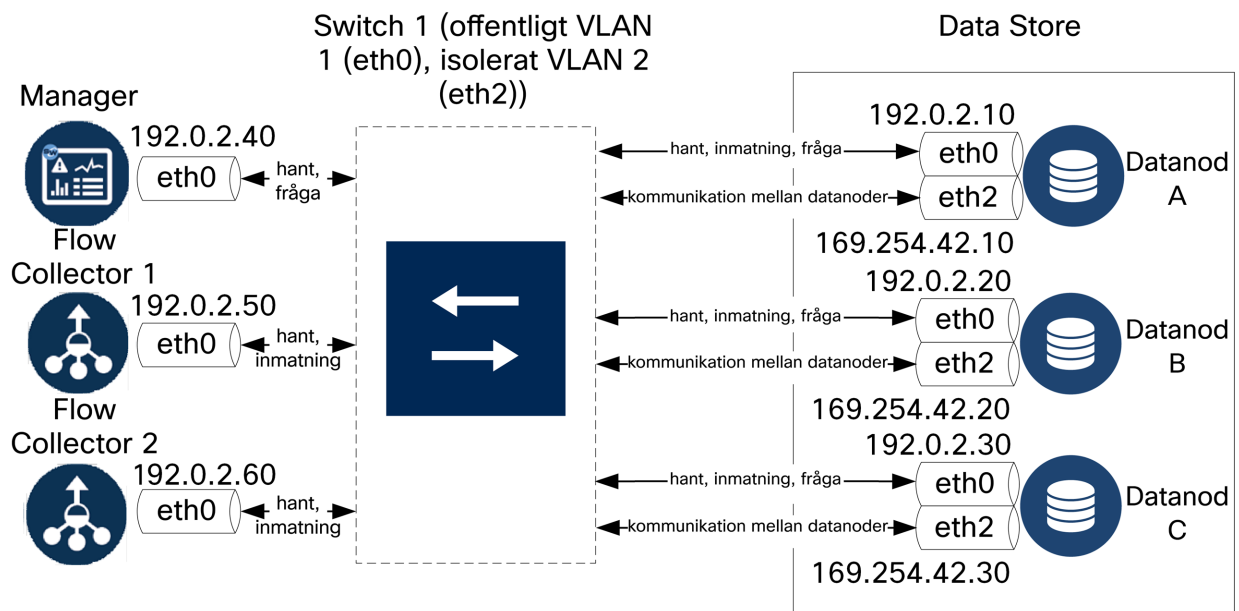 Switch 1 (offentligt VLAN
1 (eth0), isolerat VLAN 2
(eth2))
Data Store
Manager
192.0.2.40
eth0
hant,
fråga
Flow
Collector 1
192.0.2.50
eth0
hant,
inmatning
Flow
Collector 2
192.0.2.60
eth0
hant,
inmatning
192.0.2.10
hant, inmatning, fråga
eth0
kommunikation mellan datanoder
eth2
Datanod
A
169.254.42.10
192.0.2.20
hant, inmatning, fråga
eth0
kommunikation mellan datanoder
eth2
Datanod
B
169.254.42.20
192.0.2.30
hant, inmatning, fråga
eth0
kommunikation mellan datanoder
eth2
Datanod
C
169.254.42.30